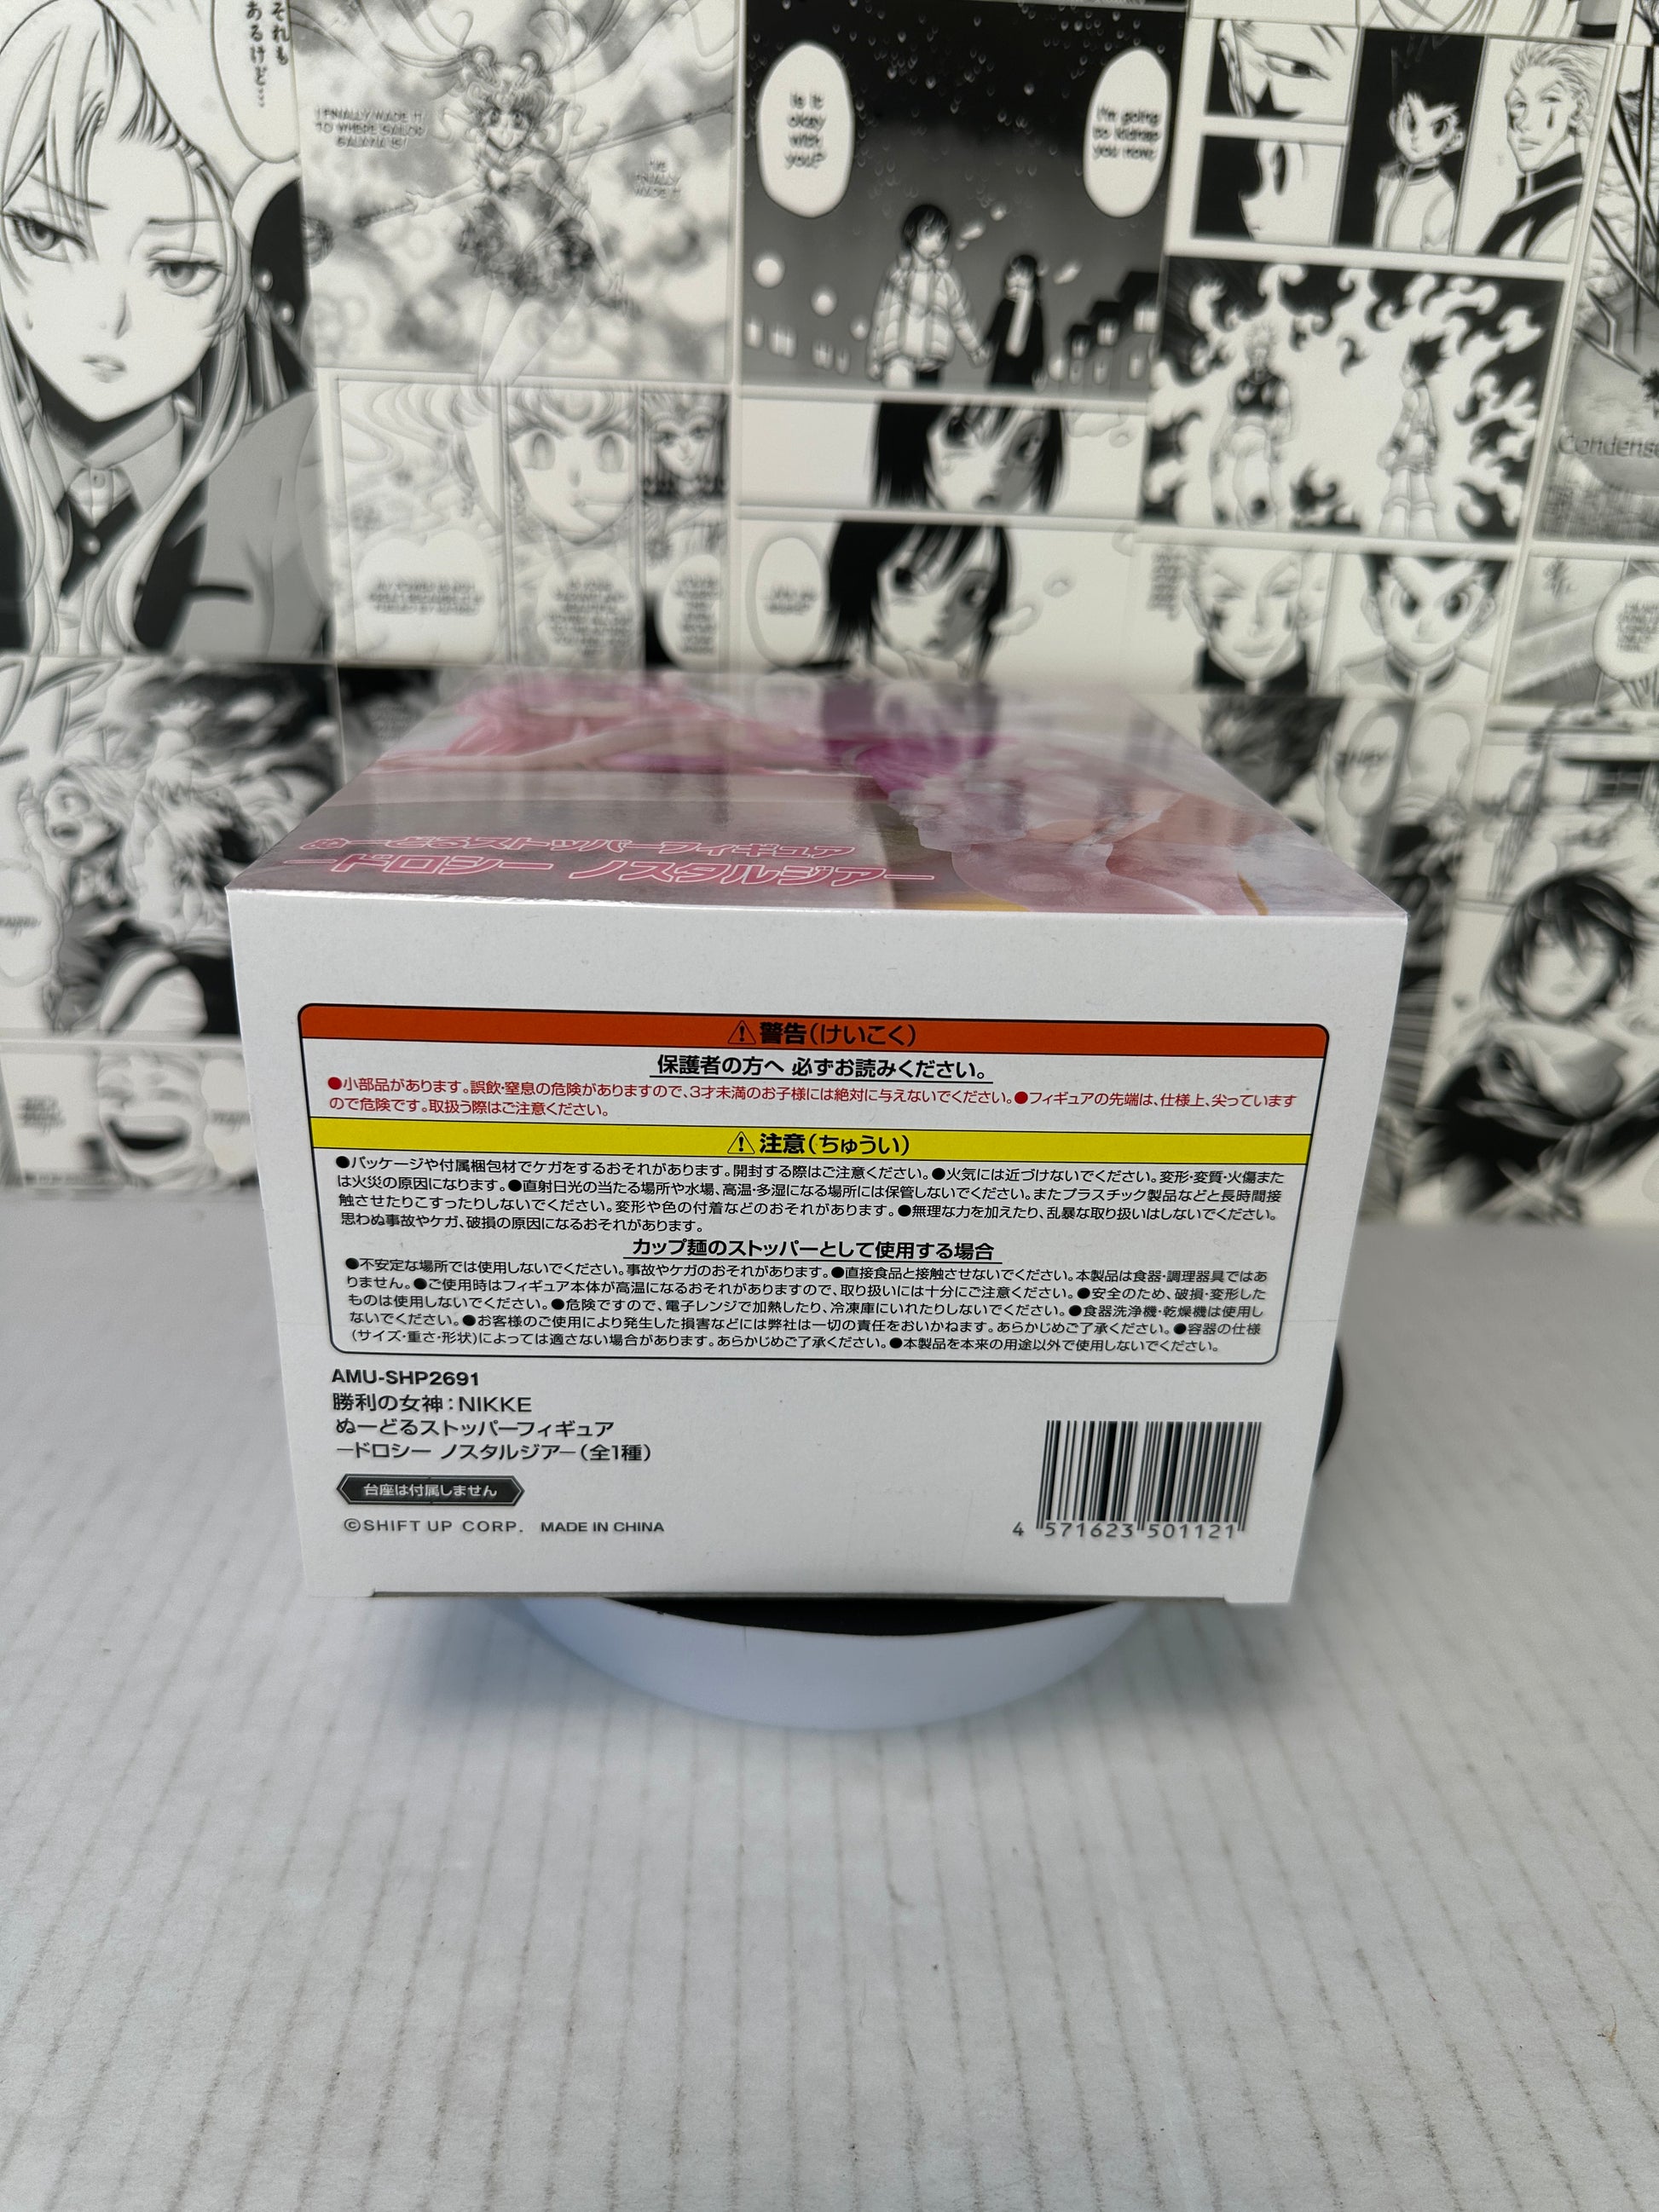 それも
あるけど…
I FINALLY MADE IT
TO WHERE SAILOR
GALAXIA IS!
I'VE
FINALLY
MADE IT
Is it
okay
with
you?
I'm going
to kidnap
you now.
Condense
ぬーどるストッパーフィギュア
ードロシー ノスタルジアー
⚠警告(けいこく)
保護者の方へ 必ずお読みください。
●小部品があります。誤飲・窒息の危険がありますので、3才未満のお子様には絶対に与えないでください。●フィギュアの先端は、仕様上、尖っています
ので危険です。取扱う際はご注意ください。
⚠注意(ちゅうい)
●パッケージや付属梱包材でケガをするおそれがあります。開封する際はご注意ください。●火気には近づけないでください。変形・変質・火傷また
は火災の原因になります。●直射日光の当たる場所や水場、高温・多湿になる場所には保管しないでください。またプラスチック製品などと長時間接
触させたりこすったりしないでください。変形や色の付着などのおそれがあります。●無理な力を加えたり、乱暴な取り扱いはしないでください。
思わぬ事故やケガ、破損の原因になるおそれがあります。
カップ麺のストッパーとして使用する場合
●不安定な場所では使用しないでください。事故やケガのおそれがあります。●直接食品と接触させないでください。本製品は食器・調理器具ではあ
りません。●ご使用時はフィギュア本体が高温になるおそれがありますので、取り扱いには十分にご注意ください。●安全のため、破損・変形した
ものは使用しないでください。●危険ですので、電子レンジで加熱したり、冷凍庫にいれたりしないでください。●食器洗浄機・乾燥機は使用し
ないでください。●お客様のご使用により発生した損害などには弊社は一切の責任をおいかねます。あらかじめご了承ください。●容器の仕様
(サイズ・重さ・形状)によっては適さない場合があります。あらかじめご了承ください。●本製品を本来の用途以外で使用しないでください。
AMU-SHP2691
勝利の女神:NIKKE
ぬーどるストッパーフィギュア
ードロシー ノスタルジアー(全1種)
台座は付属しません
©SHIFT UP CORP. MADE IN CHINA
4 571623 501121